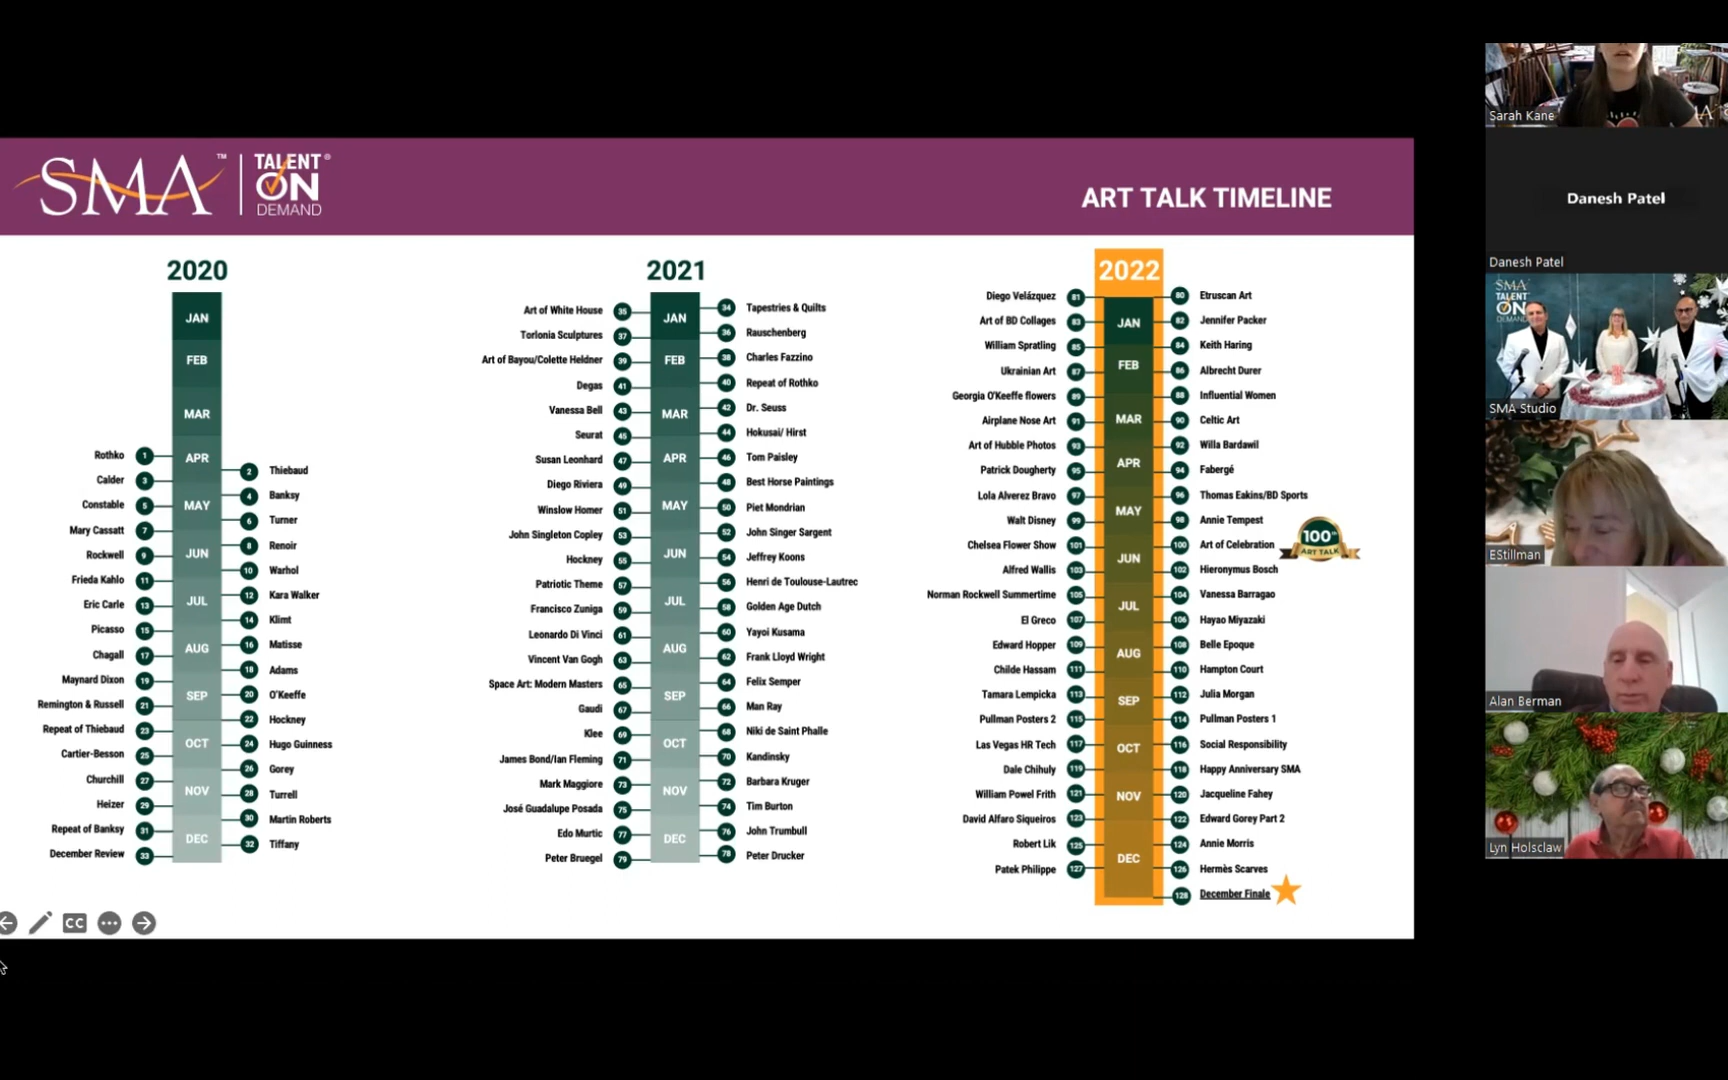 SMA™
TALENT®
ON
DEMAND
ART TALK TIMELINE
2020
JAN
FEB
MAR
APR
MAY
JUN
JUL
AUG
SEP
OCT
NOV
DEC
Rothko 1
2 Thiebaud
Calder 3
4 Banksy
Constable 5
6 Turner
Mary Cassatt 7
8 Renoir
Rockwell 9
10 Warhol
Frieda Kahlo 11
12 Kara Walker
Eric Carle 13
14 Klimt
Picasso 15
16 Matisse
Chagall 17
18 Adams
Maynard Dixon 19
20 O'Keeffe
Remington & Russell 21
22 Hockney
Repeat of Thiebaud 23
24 Hugo Guinness
Cartier-Besson 25
26 Gorey
Churchill 27
28 Turrell
Heizer 29
30 Martin Roberts
Repeat of Banksy 31
32 Tiffany
December Review 33
2021
JAN
FEB
MAR
APR
MAY
JUN
JUL
AUG
SEP
OCT
NOV
DEC
34 Tapestries & Quilts
Art of White House 35
36 Rauschenberg
Torlonia Sculptures 37
38 Charles Fazzino
Art of Bayou/Colette Heldner 39
40 Repeat of Rothko
Degas 41
42 Dr. Seuss
Vanessa Bell 43
44 Hokusai/ Hirst
Seurat 45
46 Tom Paisley
Susan Leonhard 47
48 Best Horse Paintings
Diego Riviera 49
50 Piet Mondrian
Winslow Homer 51
52 John Singer Sargent
John Singleton Copley 53
54 Jeffrey Koons
Hockney 55
56 Henri de Toulouse-Lautrec
Patriotic Theme 57
58 Golden Age Dutch
Francisco Zuniga 59
60 Yayoi Kusama
Leonardo Di Vinci 61
62 Frank Lloyd Wright
Vincent Van Gogh 63
64 Felix Semper
Space Art: Modern Masters 65
66 Man Ray
Gaudi 67
68 Niki de Saint Phalle
Klee 69
70 Kandinsky
James Bond/Ian Fleming 71
72 Barbara Kruger
Mark Maggiore 73
74 Tim Burton
José Guadalupe Posada 75
76 John Trumbull
Edo Murtic 77
78 Peter Drucker
Peter Bruegel 79
2022
JAN
FEB
MAR
APR
MAY
JUN
JUL
AUG
SEP
OCT
NOV
DEC
80 Etruscan Art
Diego Velázquez 81
82 Jennifer Packer
Art of BD Collages 83
84 Keith Haring
William Spratling 85
86 Albrecht Durer
Ukrainian Art 87
88 Influential Women
Georgia O'Keeffe flowers 89
90 Celtic Art
Airplane Nose Art 91
92 Willa Bardawil
Art of Hubble Photos 93
94 Fabergé
Patrick Dougherty 95
96 Thomas Eakins/BD Sports
Lola Alverez Bravo 97
98 Annie Tempest
Walt Disney 99
100 Art of Celebration
100th
ART TALK
Chelsea Flower Show 101
102 Hieronymus Bosch
Alfred Wallis 103
104 Vanessa Barragao
Norman Rockwell Summertime 105
106 Hayao Miyazaki
El Greco 107
108 Belle Epoque
Edward Hopper 109
110 Hampton Court
Childe Hassam 111
112 Julia Morgan
Tamara Lempicka 113
114 Pullman Posters 1
Pullman Posters 2 115
116 Social Responsibility
Las Vegas HR Tech 117
118 Happy Anniversary SMA
Dale Chihuly 119
120 Jacqueline Fahey
William Powel Frith 121
122 Edward Gorey Part 2
David Alfaro Siqueiros 123
124 Annie Morris
Robert Lik 125
126 Hermès Scarves
Patek Philippe 127
128 December Finale
CC
Sarah Kane
Danesh Patel
Danesh Patel
SMA
TALENT
ON
DEMAND
SMA Studio
EStillman
Alan Berman
Lyn Holsclaw